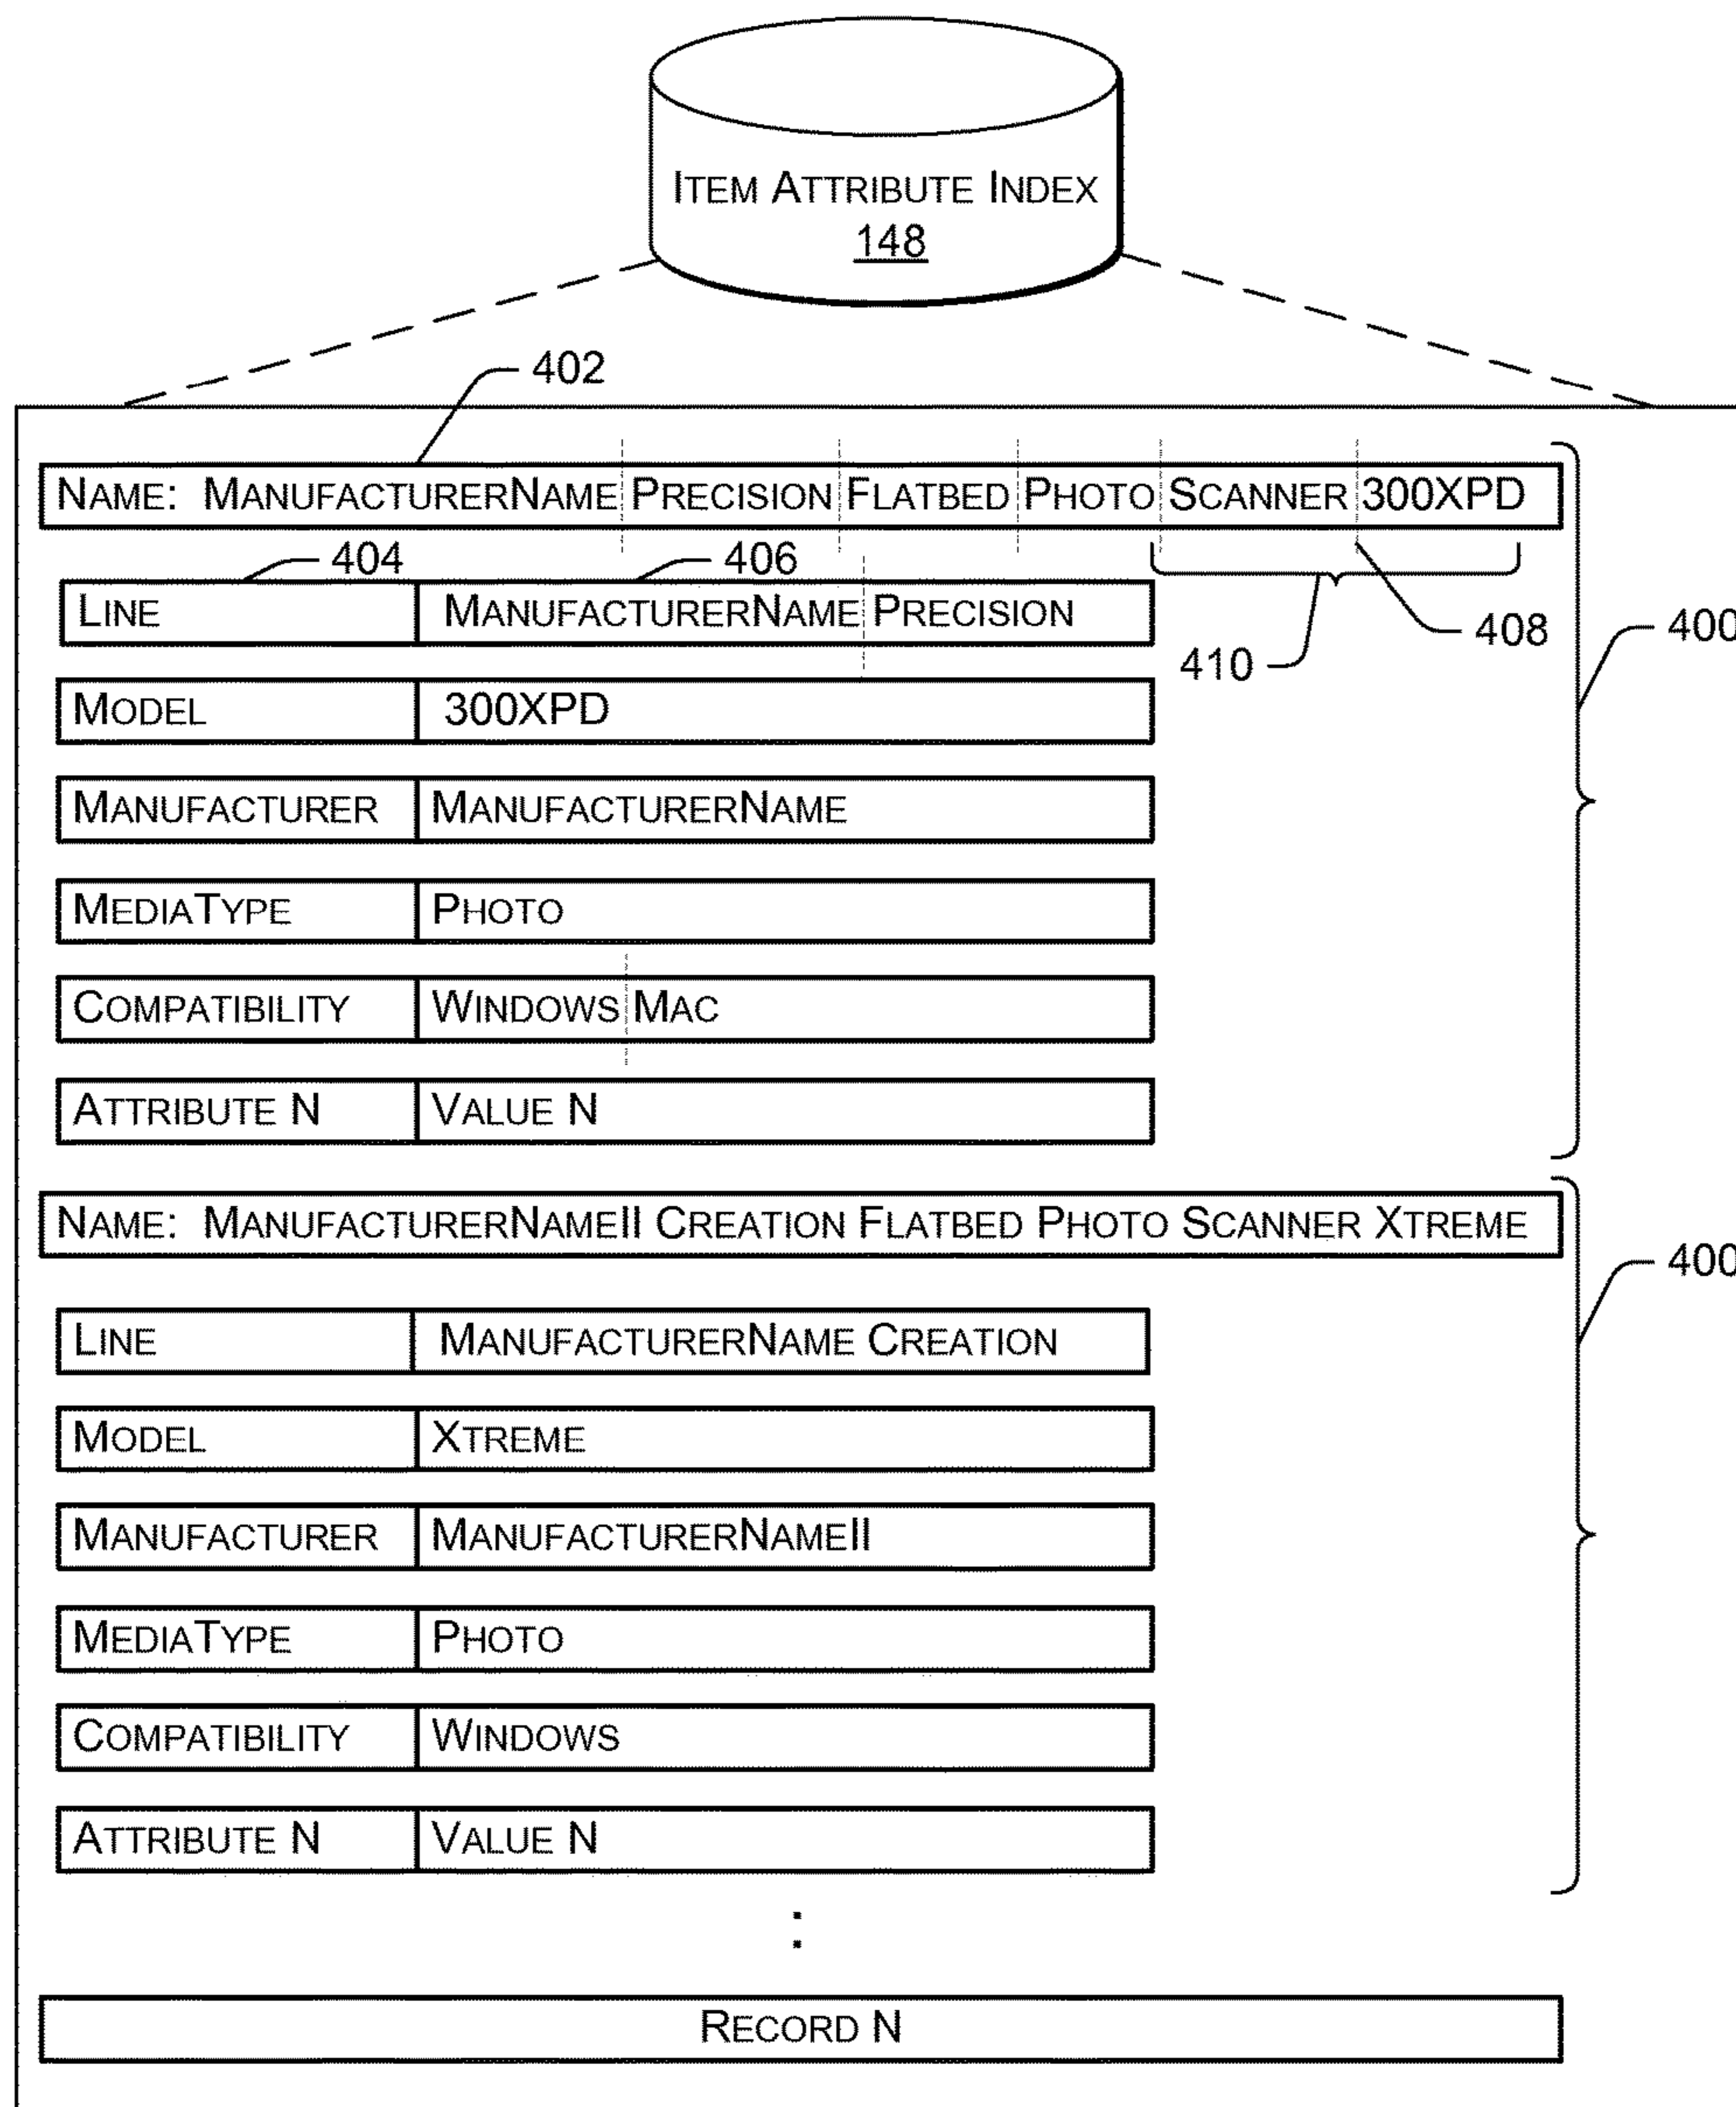 ITEM ATTRIBUTE INDEX
148
402
NAME: MANUFACTURERNAME PRECISION FLATBED PHOTO SCANNER 300XPD
404
406
LINE MANUFACTURERNAME PRECISION
408
400
410
MODEL 300XPD
MANUFACTURER MANUFACTURERNAME
MEDIATYPE PHOTO
COMPATIBILITY WINDOWS MAC
ATTRIBUTE N VALUE N
NAME: MANUFACTURERNAMEII CREATION FLATBED PHOTO SCANNER XTREME
400
LINE MANUFACTURERNAME CREATION
MODEL XTREME
MANUFACTURER MANUFACTURERNAMEII
MEDIATYPE PHOTO
COMPATIBILITY WINDOWS
ATTRIBUTE N VALUE N
RECORD N